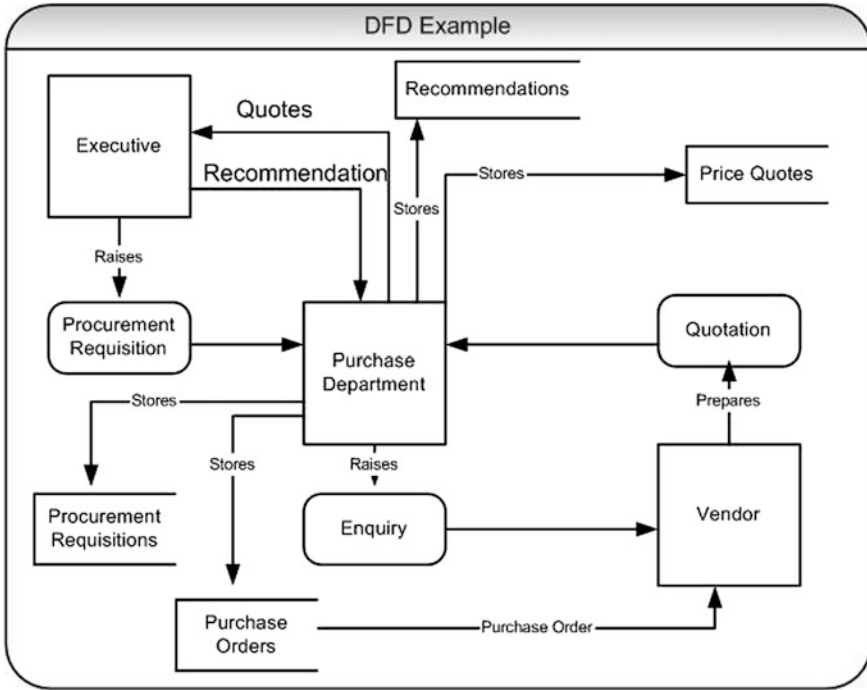 DFD Example
Recommendations
Quotes
Executive
Recommendation
Stores
Price Quotes
Stores
Raises
Procurement
Requisition
Quotation
Purchase
Department
Stores
Prepares
Stores
Raises
Procurement
Requisitions
Enquiry
Vendor
Purchase
Orders
Purchase Order